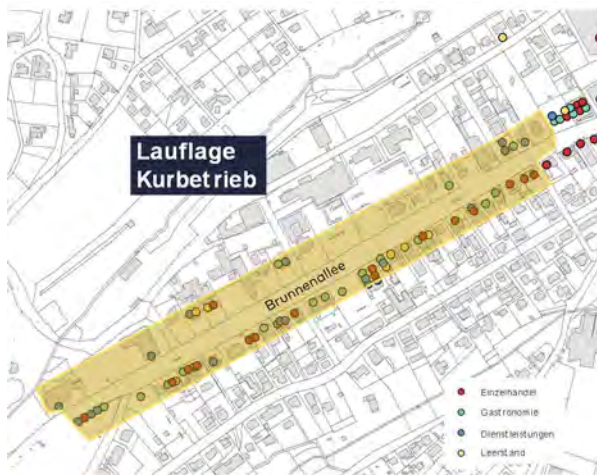 Lauflage
Kurbetrieb
Brunnenallee
Einzelhandel
Gastronomie
Dienstleistungen
Leerstand